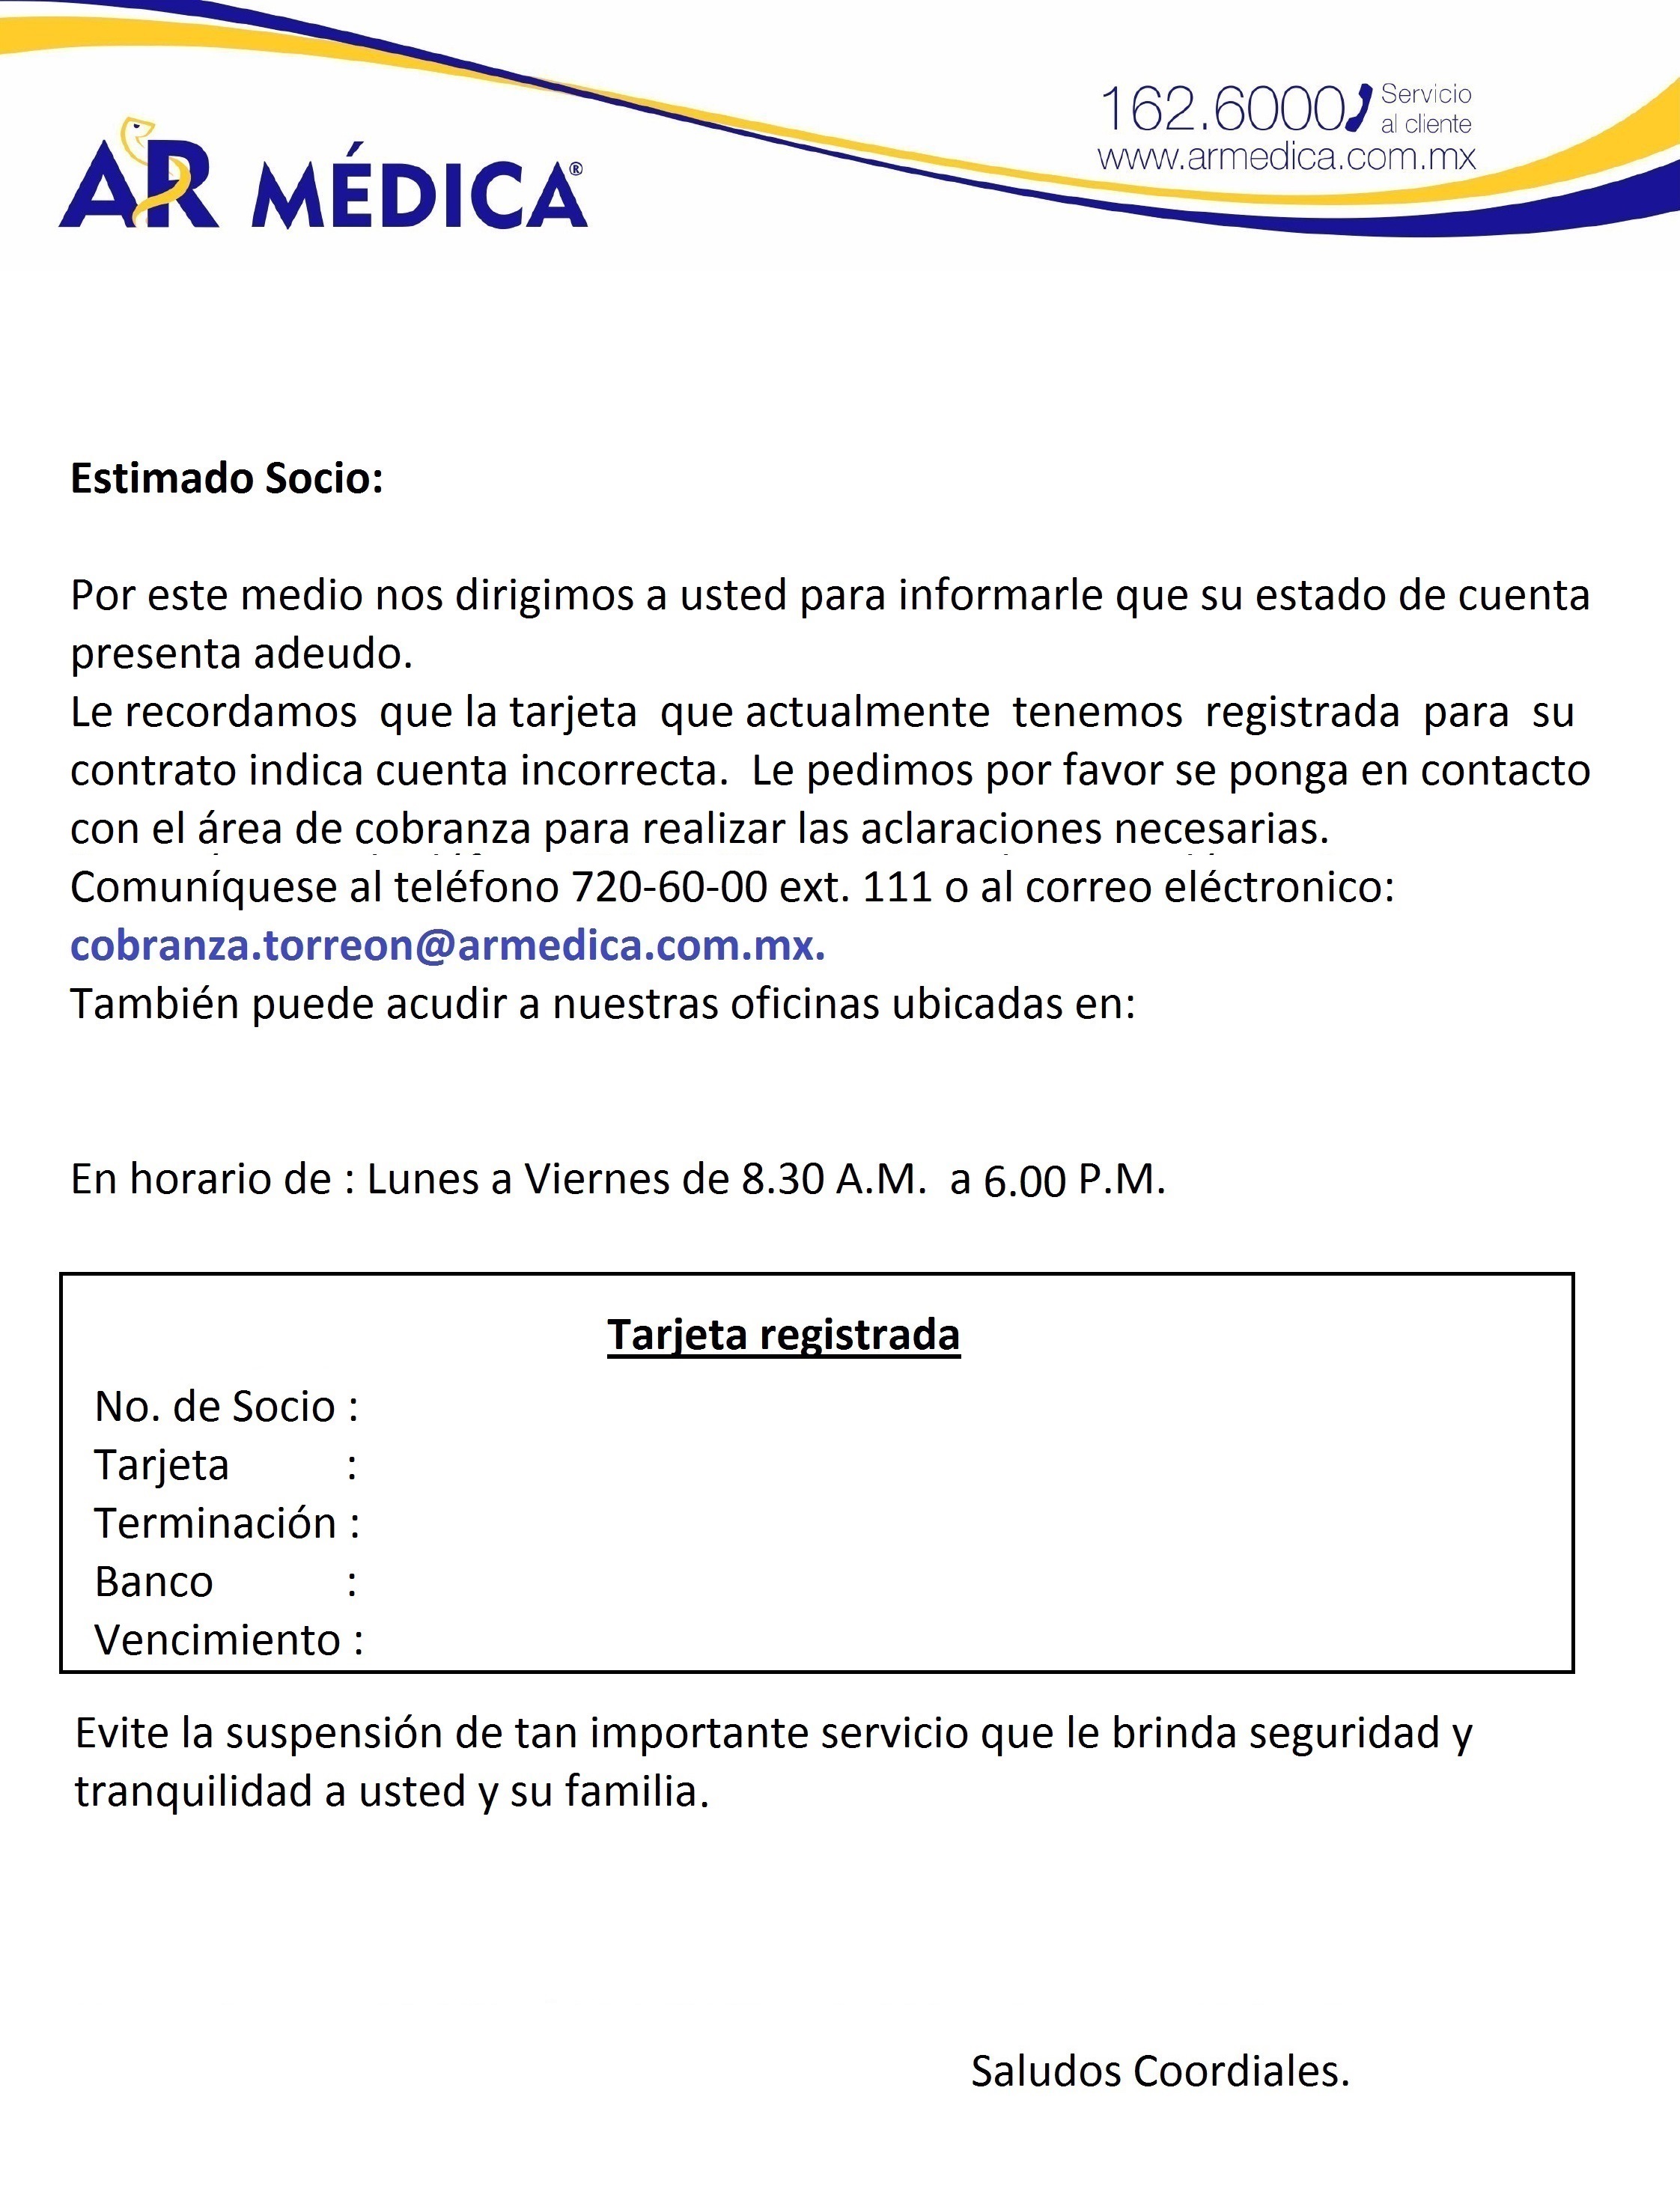 AR MÉDICA®
162.6000 Servicio
al cliente
www.armedica.com.mx
Estimado Socio:
Por este medio nos dirigimos a usted para informarle que su estado de cuenta
presenta adeudo.
Le recordamos que la tarjeta que actualmente tenemos registrada para su
contrato indica cuenta incorrecta. Le pedimos por favor se ponga en contacto
con el área de cobranza para realizar las aclaraciones necesarias.
Comuníquese al teléfono 720-60-00 ext. 111 o al correo eléctronico:
cobranza.torreon@armedica.com.mx.
También puede acudir a nuestras oficinas ubicadas en:
En horario de : Lunes a Viernes de 8.30 A.M. a 6.00 P.M.
Tarjeta registrada
No. de Socio :
Tarjeta :
Terminación :
Banco :
Vencimiento :
Evite la suspensión de tan importante servicio que le brinda seguridad y
tranquilidad a usted y su familia.
Saludos Coordiales.